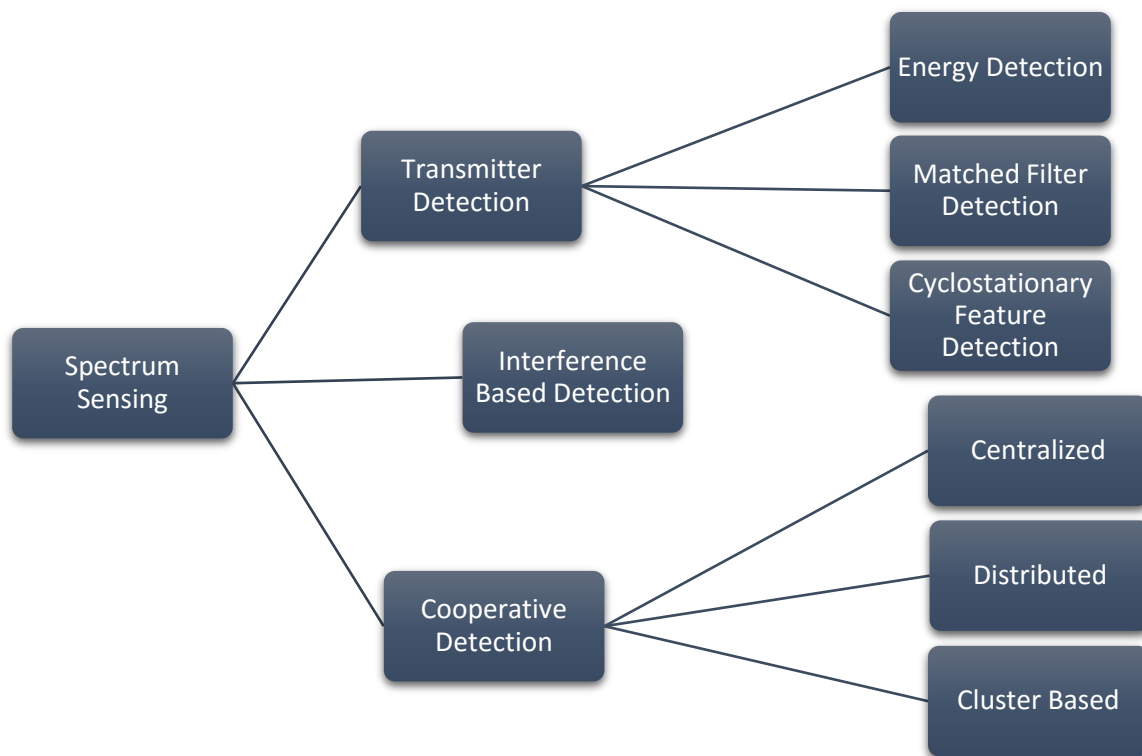 Energy Detection
Transmitter
Detection
Matched Filter
Detection
Cyclostationary
Feature
Detection
Spectrum
Sensing
Interference
Based Detection
Centralized
Distributed
Cooperative
Detection
Cluster Based